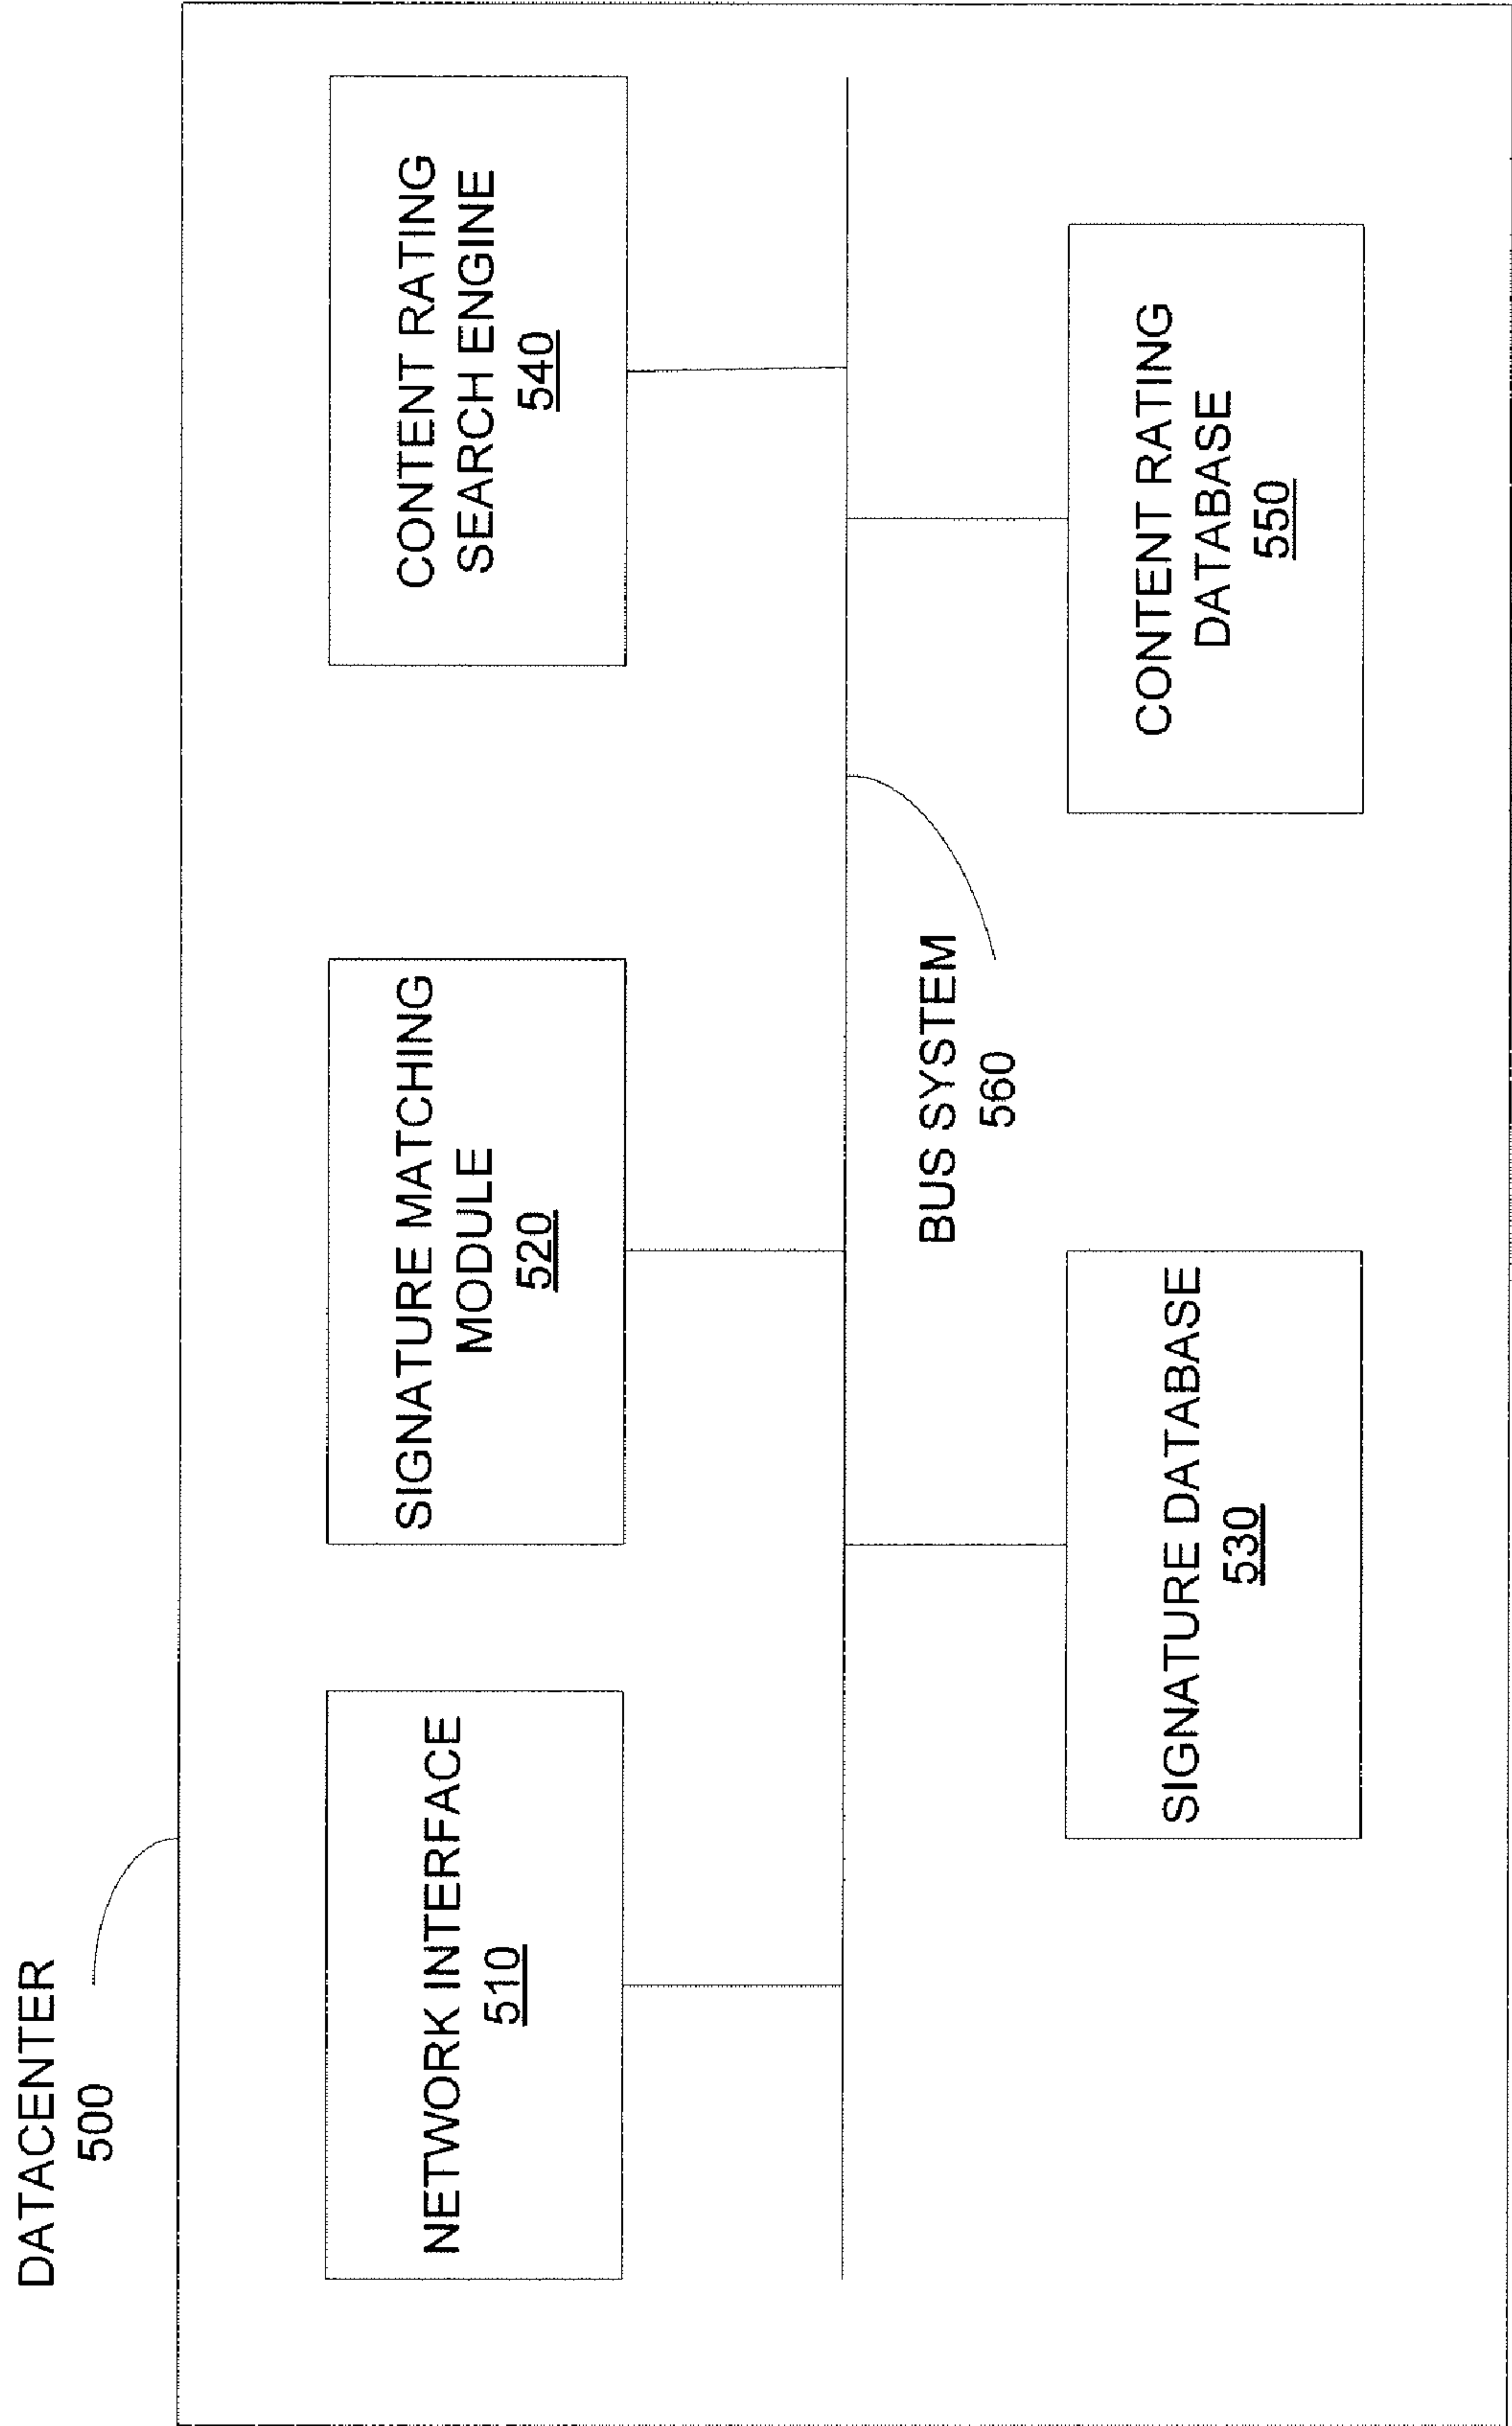 DATACENTER
500
NETWORK INTERFACE
510
SIGNATURE MATCHING
MODULE
520
CONTENT RATING
SEARCH ENGINE
540
BUS SYSTEM
560
SIGNATURE DATABASE
530
CONTENT RATING
DATABASE
550